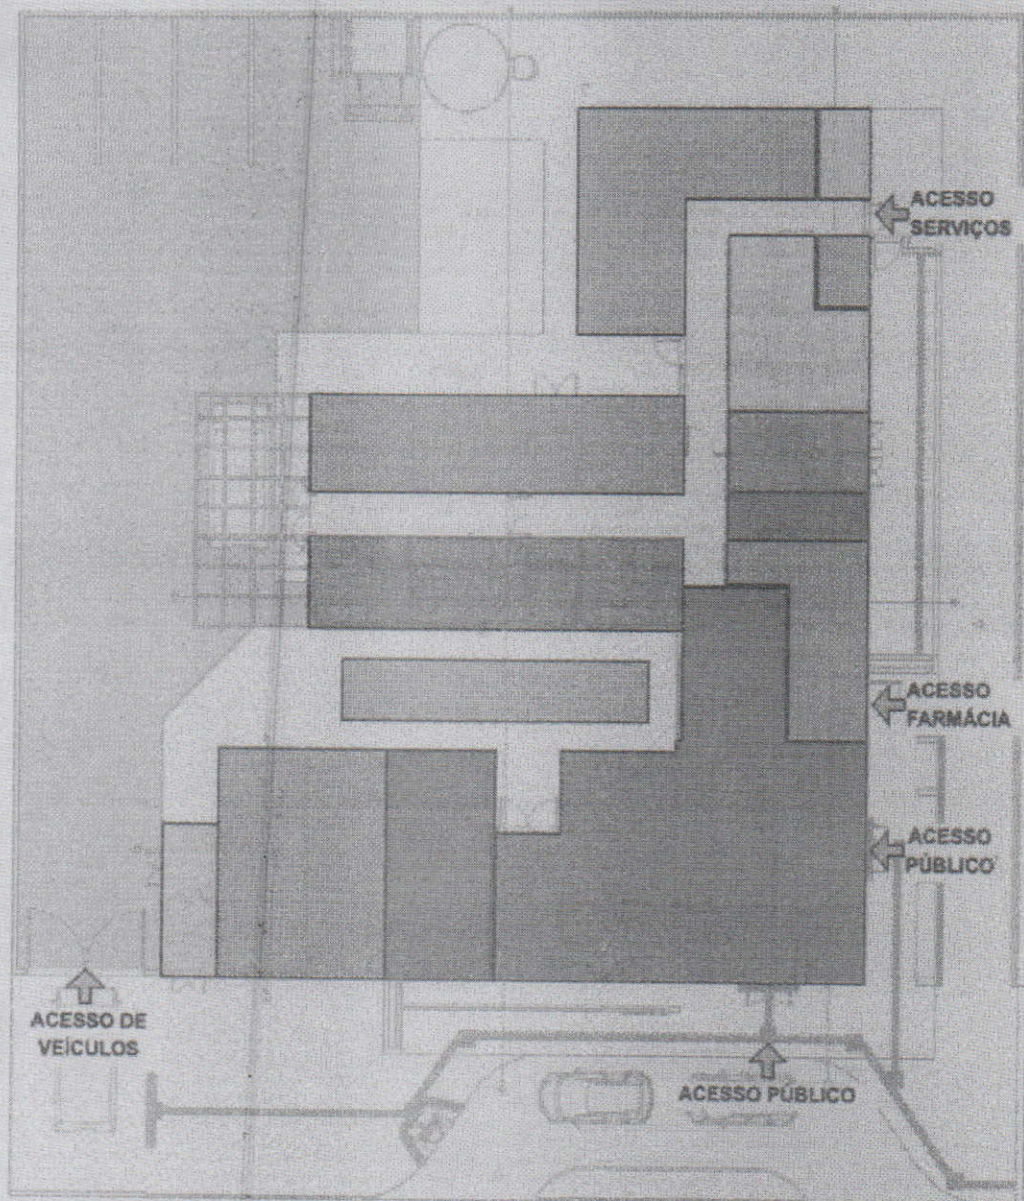 ACESSO
SERVIÇOS
ACESSO
FARMÁCIA
ACESSO
PÚBLICO
ACESSO DE
VEÍCULOS
ACESSO PÚBLICO